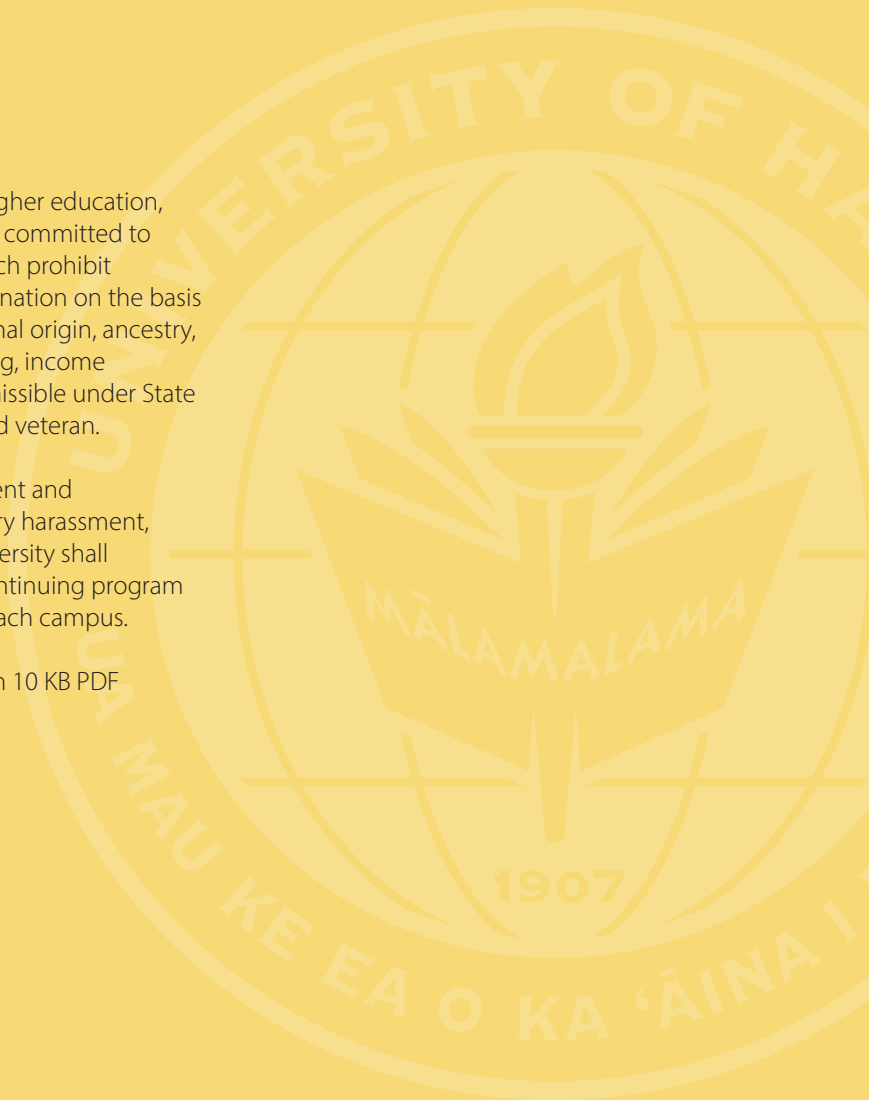 gher education,
committed to
ch prohibit
nation on the basis
nal origin, ancestry,
g, income
issible under State
d veteran.
ent and
ry harassment,
ersity shall
ntinuing program
ach campus.
n 10 KB PDF
UNIVERSITY OF HA
MĀLAMALAMA
1907
UA MAU KE EA O KA ʻĀINA I